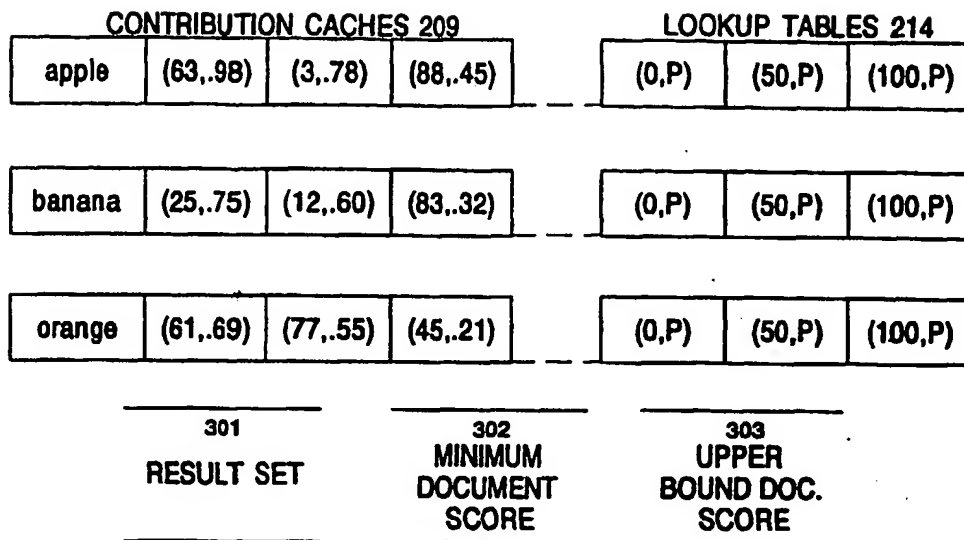 CONTRIBUTION CACHES 209 LOOKUP TABLES 214
apple (63,.98) (3,.78) (88,.45) (0,P) (50,P) (100,P)
banana (25,.75) (12,.60) (83,.32) (0,P) (50,P) (100,P)
orange (61,.69) (77,.55) (45,.21) (0,P) (50,P) (100,P)
301 302 303
RESULT SET
MINIMUM
DOCUMENT
SCORE
UPPER
BOUND DOC.
SCORE